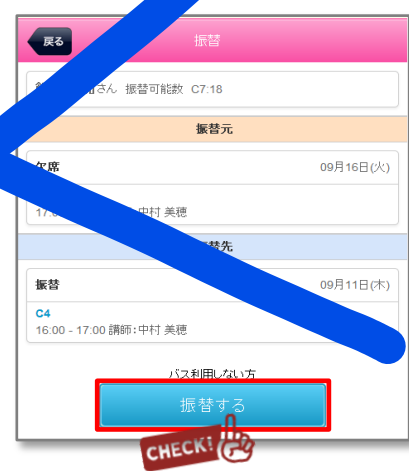 戻る
振替
さん 振替可能数 C7:18
振替元
欠席 09月16日(火)
17: 中村 美穂
替先
振替 09月11日(木)
C4
16:00 - 17:00 講師:中村 美穂
バス利用しない方
振替する
CHECK!